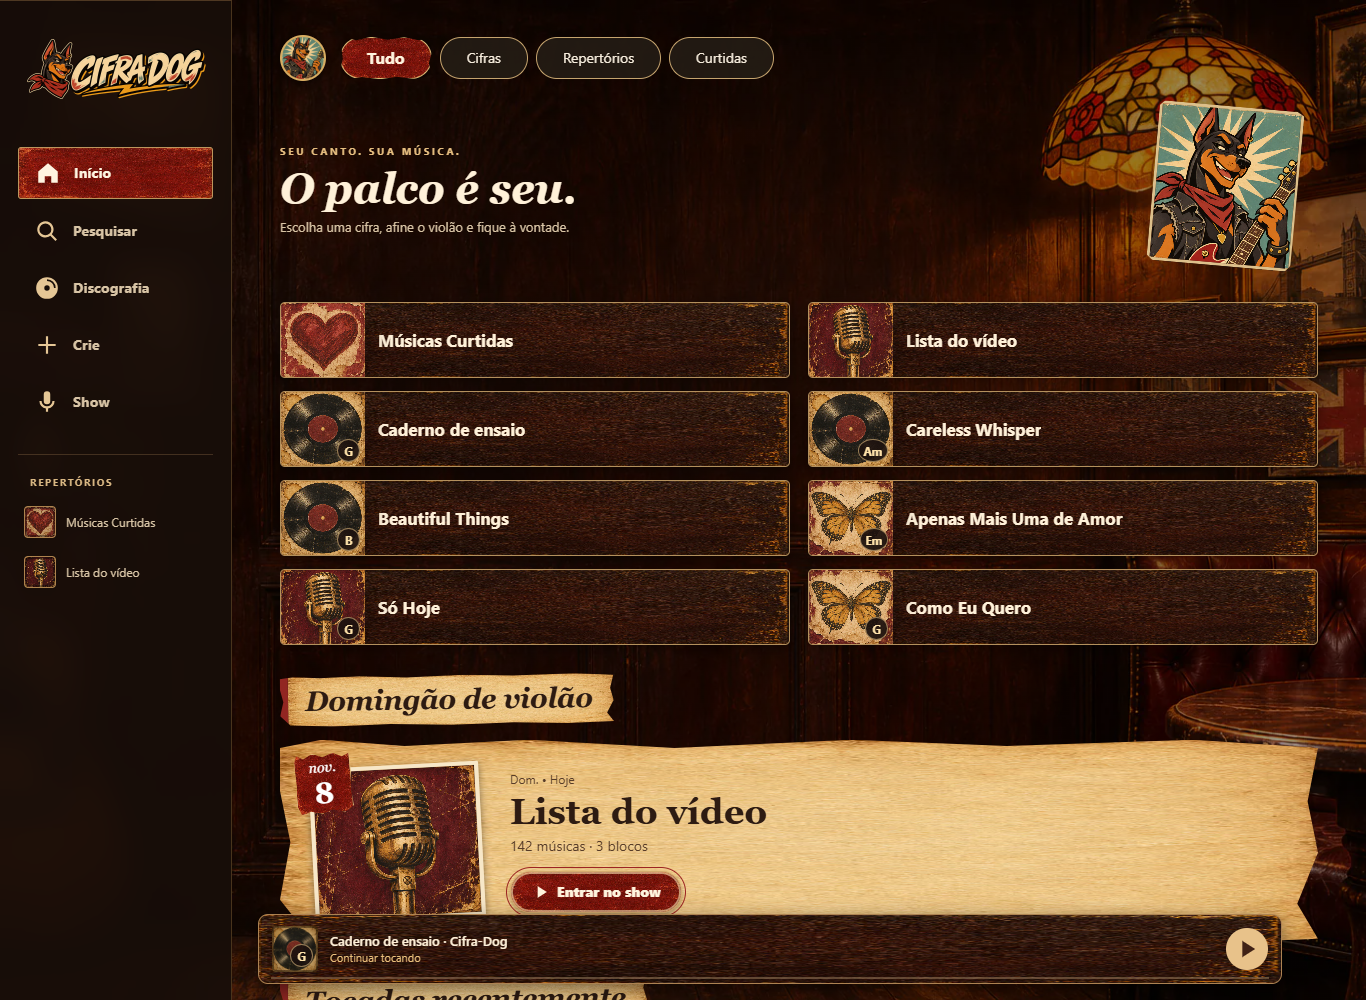 CIFRA DOG
Início
Pesquisar
Discografia
Crie
Show
REPERTÓRIOS
Músicas Curtidas
Lista do vídeo
Tudo
Cifras
Repertórios
Curtidas
SEU CANTO. SUA MÚSICA.
O palco é seu.
Escolha uma cifra, afine o violão e fique à vontade.
Músicas Curtidas
Lista do vídeo
Caderno de ensaio
G
Careless Whisper
Am
Beautiful Things
B
Apenas Mais Uma de Amor
Em
Só Hoje
G
Como Eu Quero
G
Domingão de violão
nov.
8
Dom. • Hoje
Lista do vídeo
142 músicas · 3 blocos
Entrar no show
G
Caderno de ensaio · Cifra-Dog
Continuar tocando
Tocadas recentemente